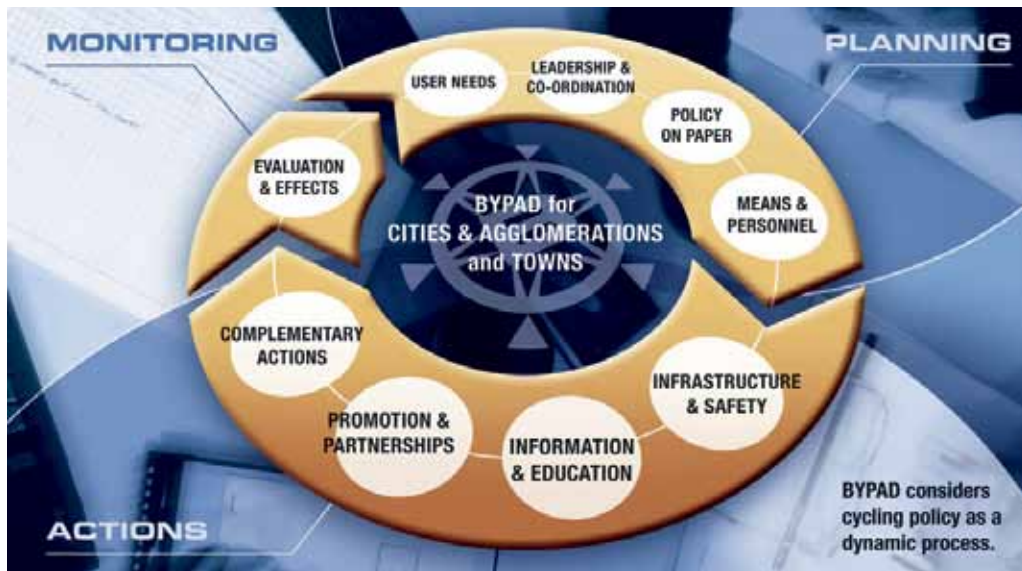 MONITORING
PLANNING
USER NEEDS
LEADERSHIP &
CO-ORDINATION
POLICY
ON PAPER
MEANS &
PERSONNEL
EVALUATION
& EFFECTS
BYPAD for
CITIES & AGGLOMERATIONS
and TOWNS
COMPLEMENTARY
ACTIONS
PROMOTION &
PARTNERSHIPS
INFORMATION
& EDUCATION
INFRASTRUCTURE
& SAFETY
ACTIONS
BYPAD considers
cycling policy as a
dynamic process.